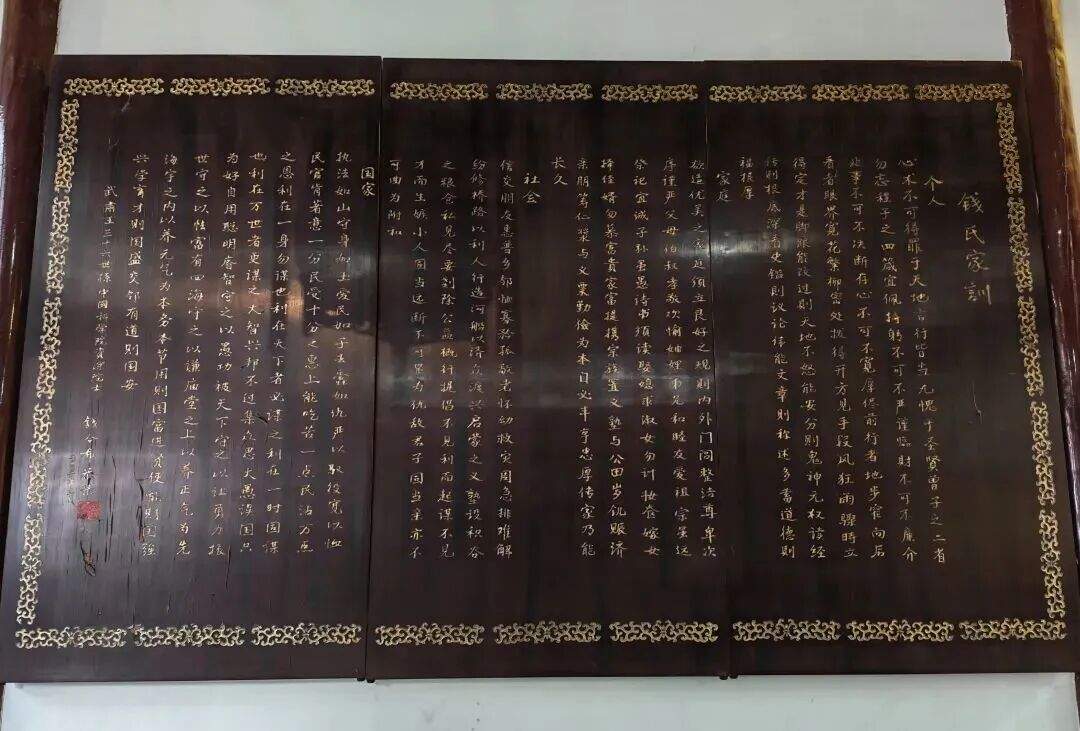 钱氏家训
个人
心术不可得罪于天地言行皆当无愧于圣贤曾子之三省
勿忘程子之四箴宜佩持躬不可不严谨临财不可不廉介
处事不可不决断存心不可不宽厚尽前行者地步窄向后
看者眼界宽花繁柳密处拨得开方见手段风狂雨骤时立
得定才是脚跟能改过则天地不怒能安分则鬼神无权读经
传则根底深看史鉴则议论伟能文章则称述多蓄道德则
福报厚
家庭
欲造优美之家庭须立良好之规则内外门闾整洁尊卑次
序谨严父母伯叔孝敬欢愉妯娌弟兄和睦友爱祖宗虽远
祭祀宜诚子孙虽愚诗书须读娶媳求淑女勿计妆奁嫁女
择佳婿勿慕富贵家富提携宗族置义塾与公田岁饥赈济
亲朋筹仁浆与义粟勤俭为本自必丰亨忠厚传家乃能
长久
社会
信交朋友惠普乡邻恤寡矜孤敬老怀幼救灾周急排难解
纷修桥路以利人行造河船以济众渡兴启蒙之义塾设积谷
之粮仓私见尽要铲除公益概行提倡不见利而起谋不见
才而生嫉小人固当远断不可显为仇敌君子固当亲亦不
可曲为附和
国家
执法如山守身如玉爱民如子去蠹如仇严以驭役宽以恤
民官肯著意一分民受十分之惠上能吃苦一点民沾万点
之恩利在一身勿谋也利在天下者必谋之利在一时固谋
也利在万世者更谋之大智兴邦不过集众思大愚误国只
为好自用聪明睿智守之以愚功被天下守之以让勇力振
世守之以怯富有四海守之以谦庙堂之上以养正气为先
海宇之内以养元气为本务本节用则国富进贤使能则国强
兴学育才则国盛交邻有道则国安
武肃王三十六世孙中国科学院资深院士
钱令希